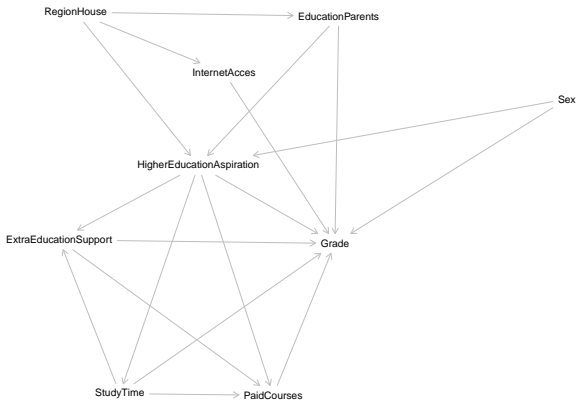 RegionHouse
EducationParents
InternetAcces
Sex
HigherEducationAspiration
ExtraEducationSupport
Grade
StudyTime
PaidCourses